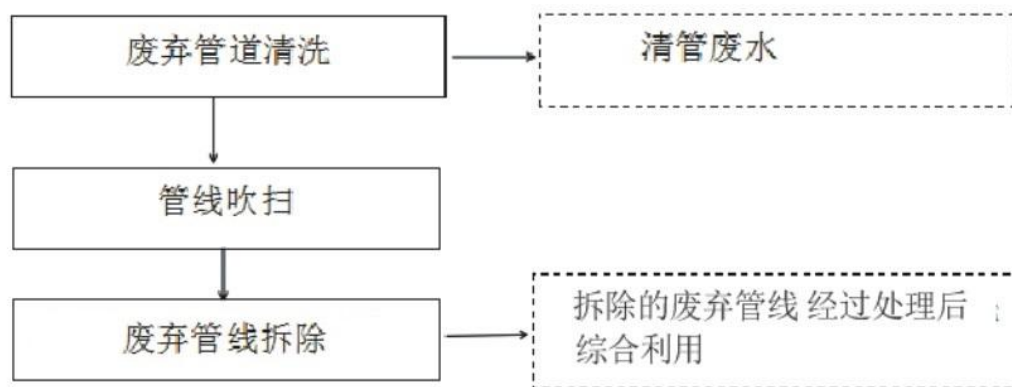 废弃管道清洗
清管废水
管线吹扫
废弃管线拆除
拆除的废弃管线 经过处理后
综合利用